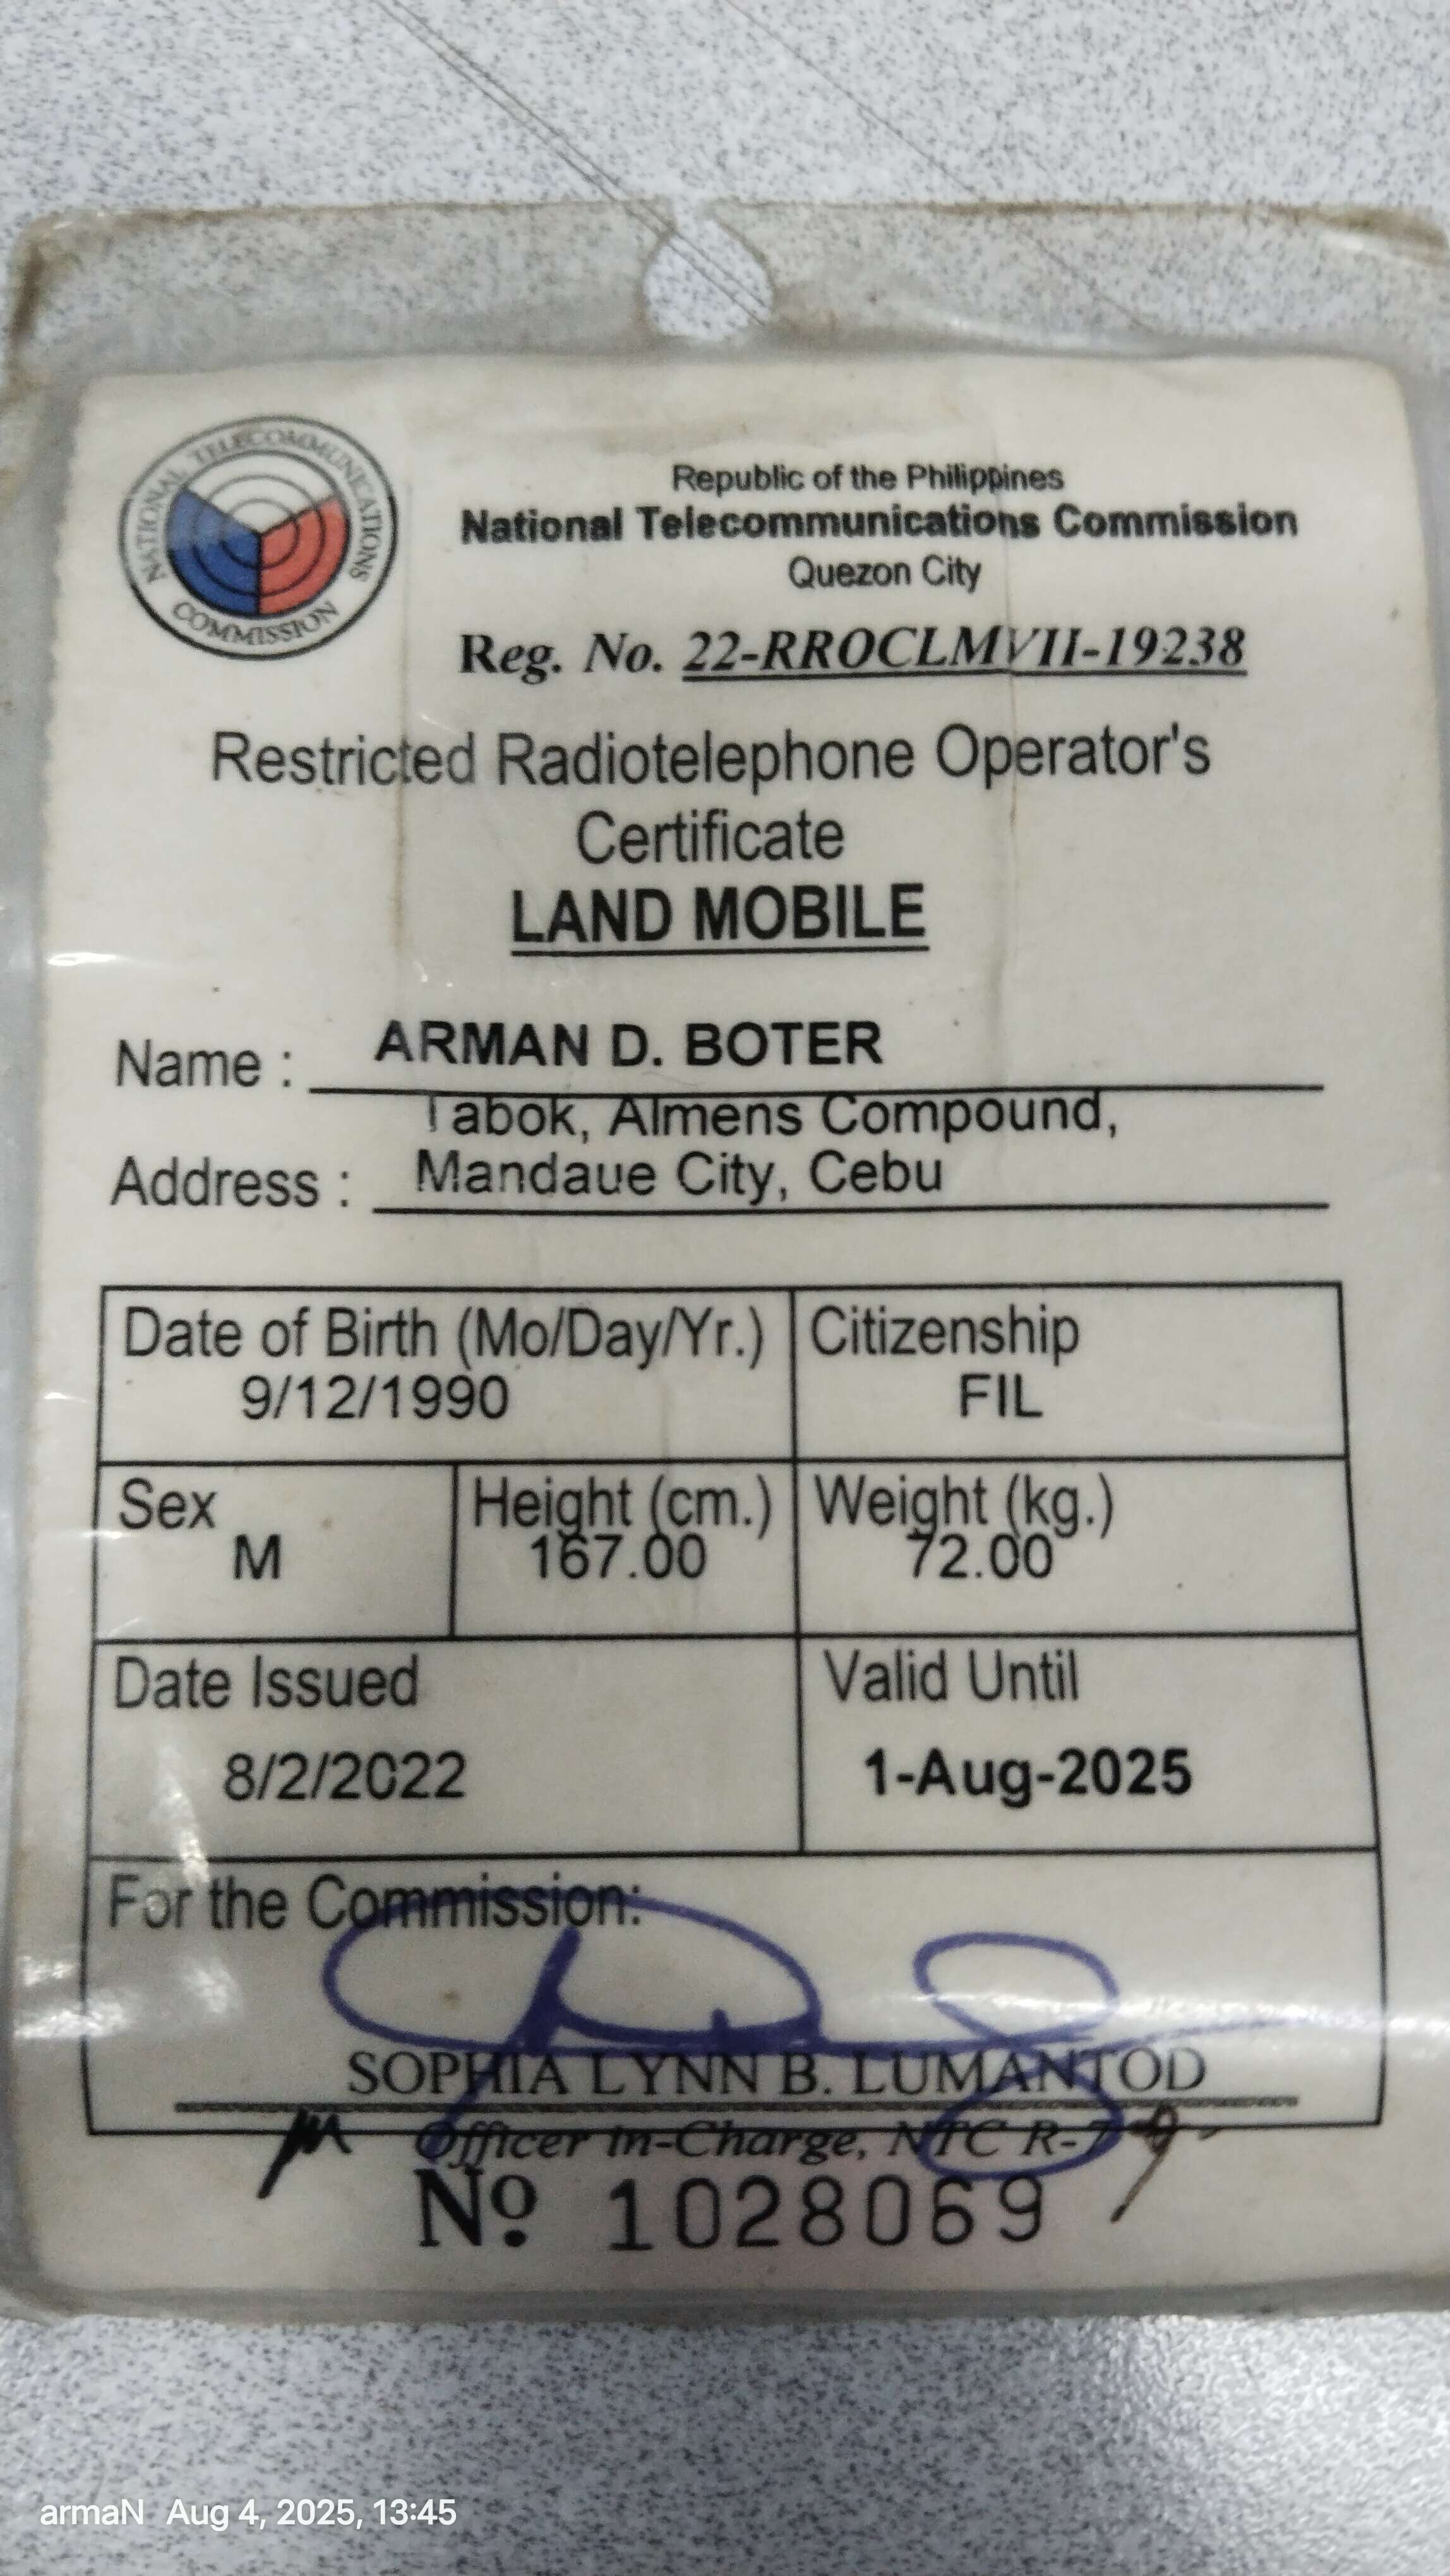 NATIONAL TELECOMMUNICATIONS
COMMISSION
Republic of the Philippines
National Telecommunications Commission
Quezon City
Reg. No. 22-RROCLMVII-19238
Restricted Radiotelephone Operator's
Certificate
LAND MOBILE
Name : ARMAN D. BOTER
Tabok, Almens Compound,
Address : Mandaue City, Cebu
Date of Birth (Mo/Day/Yr.) Citizenship
9/12/1990 FIL
Sex Height (cm.) Weight (kg.)
M 167.00 72.00
Date Issued Valid Until
8/2/2022 1-Aug-2025
For the Commission:
SOPHIA LYNN B. LUMANTOD
Officer in-Charge, NTC R-7
No. 1028069
armaN Aug 4, 2025, 13:45